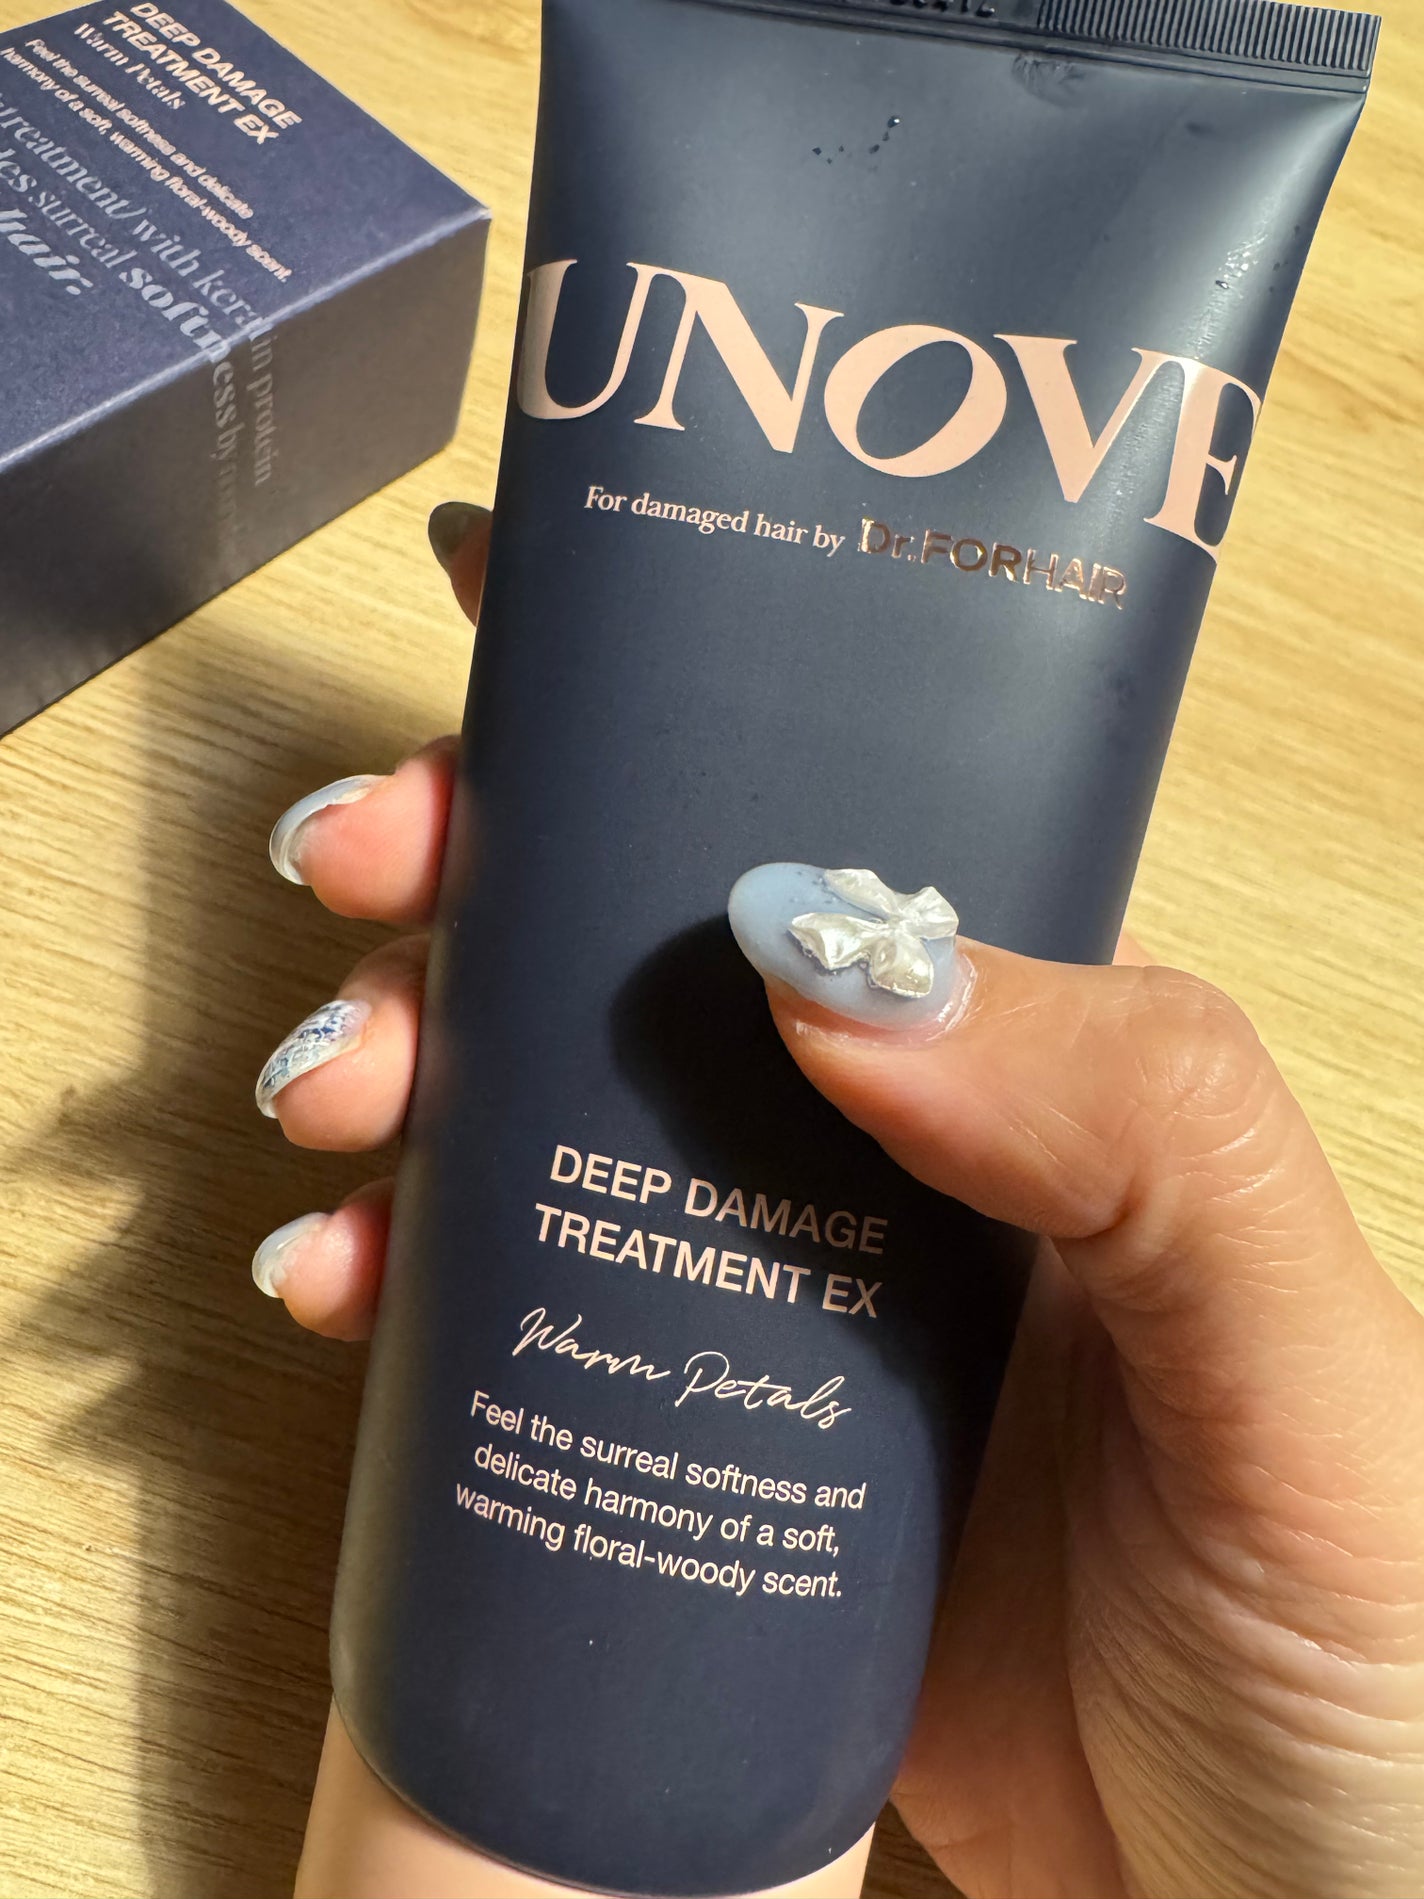 DEEP DAMAGE
TREATMENT EX
Warm Petals
Feel the surreal softness and delicate
harmony of a soft, warming floral-woody scent.
treatment/with keratin protein
surreal softness by
hair.
UNOVE
For damaged hair by Dr.FORHAIR
DEEP DAMAGE
TREATMENT EX
Warm Petals
Feel the surreal softness and
delicate harmony of a soft,
warming floral-woody scent.